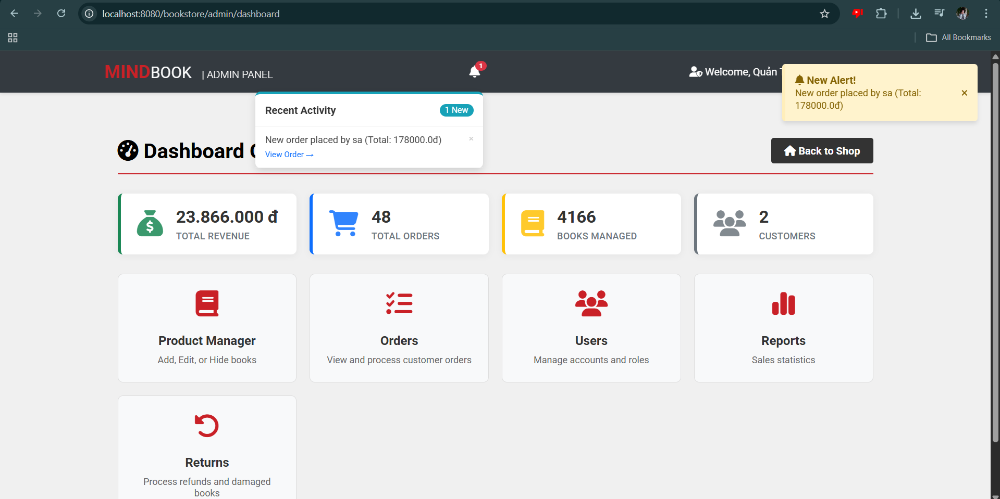 localhost:8080/bookstore/admin/dashboard
All Bookmarks
MINDBOOK | ADMIN PANEL
1
Welcome, Quản
New Alert!
New order placed by sa (Total:
178000.0đ)
×
Recent Activity
1 New
New order placed by sa (Total: 178000.0đ)
×
View Order →
Dashboard
Back to Shop
23.866.000 đ
TOTAL REVENUE
48
TOTAL ORDERS
4166
BOOKS MANAGED
2
CUSTOMERS
Product Manager
Add, Edit, or Hide books
Orders
View and process customer orders
Users
Manage accounts and roles
Reports
Sales statistics
Returns
Process refunds and damaged
books